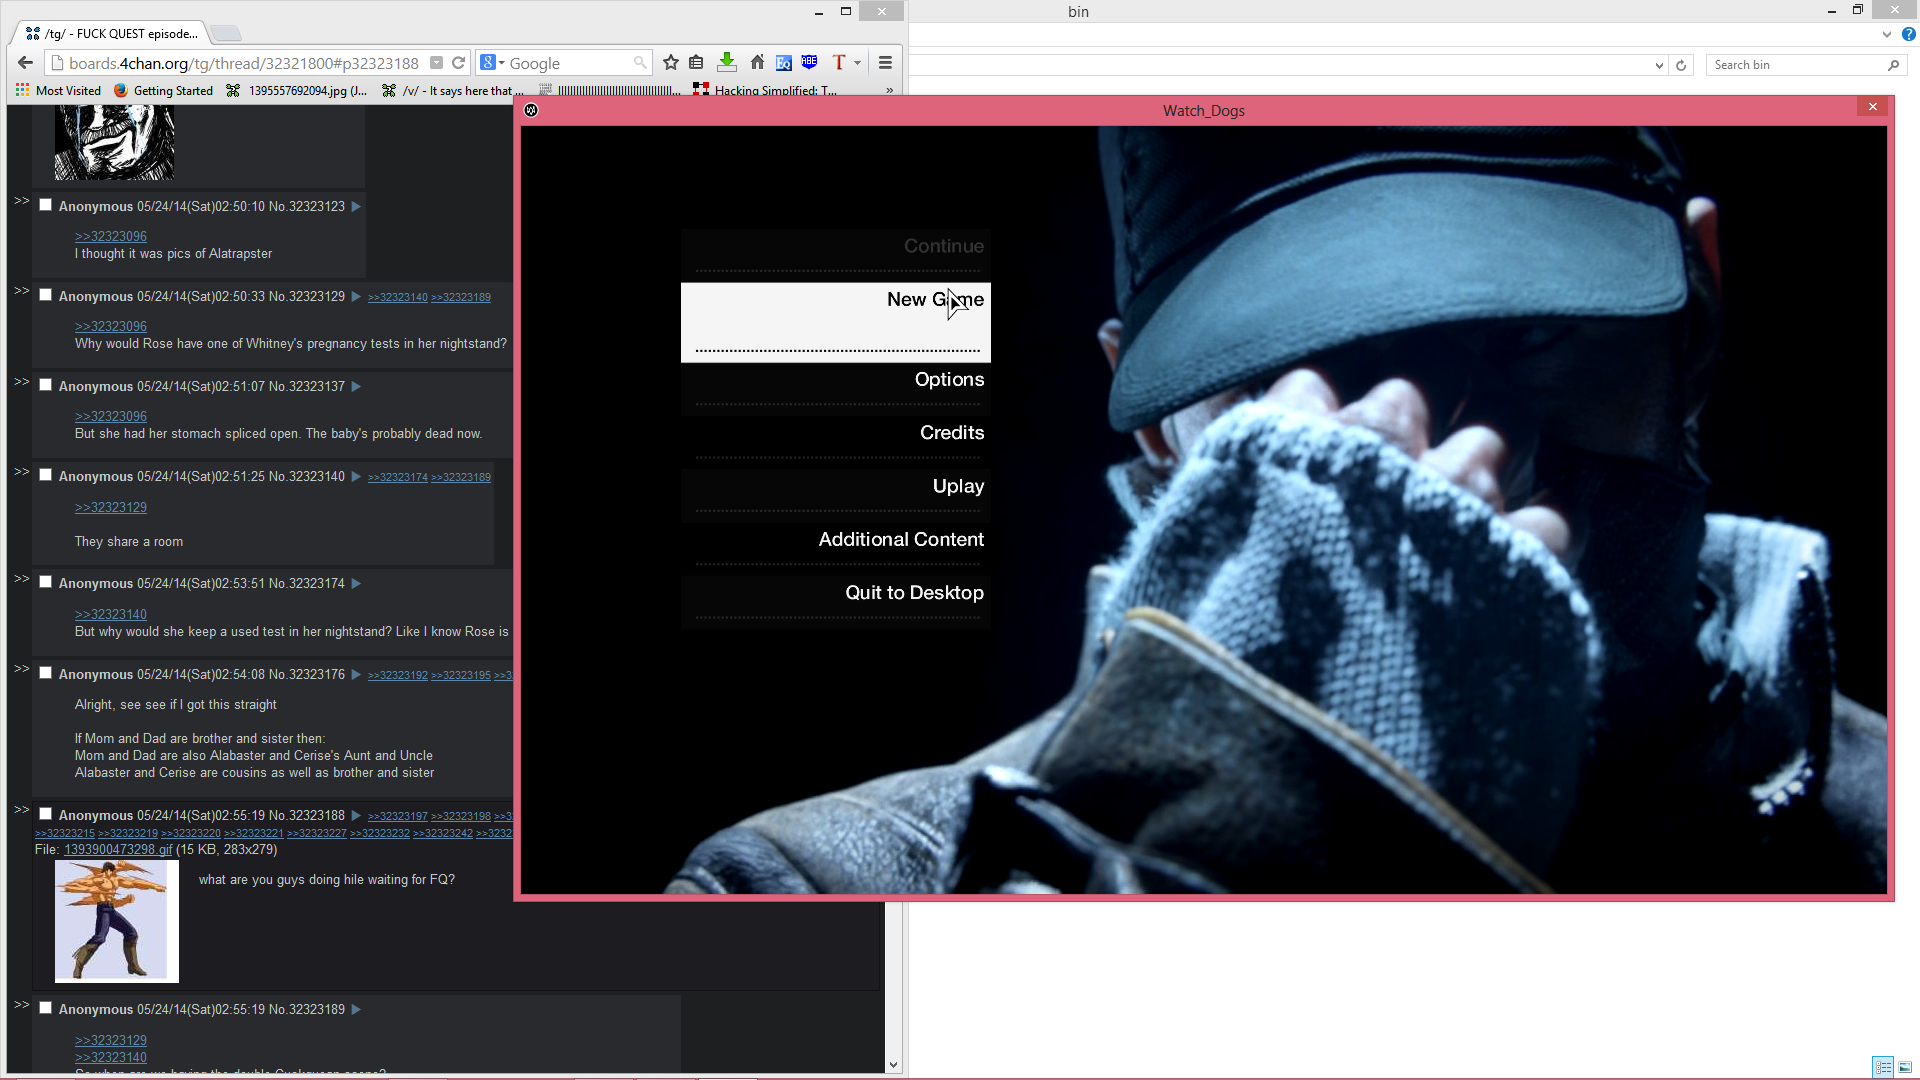 /tg/ - FUCK QUEST episode...
boards.4chan.org/tg/thread/32321800#p32323188
Google
Most Visited
Getting Started
1395557692094.jpg (J...
/v/ - It says here that ...
Hacking Simplified: T...
»
bin
Search bin
>> Anonymous 05/24/14(Sat)02:50:10 No.32323123
>>32323096
I thought it was pics of Alatrapster
>> Anonymous 05/24/14(Sat)02:50:33 No.32323129 >>32323140 >>32323189
>>32323096
Why would Rose have one of Whitney's pregnancy tests in her nightstand?
>> Anonymous 05/24/14(Sat)02:51:07 No.32323137
>>32323096
But she had her stomach spliced open. The baby's probably dead now.
>> Anonymous 05/24/14(Sat)02:51:25 No.32323140 >>32323174 >>32323189
>>32323129
They share a room
>> Anonymous 05/24/14(Sat)02:53:51 No.32323174
>>32323140
But why would she keep a used test in her nightstand? Like I know Rose is
>> Anonymous 05/24/14(Sat)02:54:08 No.32323176 >>32323192 >>32323195 >>3
Alright, see see if I got this straight
If Mom and Dad are brother and sister then:
Mom and Dad are also Alabaster and Cerise's Aunt and Uncle
Alabaster and Cerise are cousins as well as brother and sister
>> Anonymous 05/24/14(Sat)02:55:19 No.32323188 >>32323197 >>32323198 >>3
>>32323215 >>32323219 >>32323220 >>32323221 >>32323227 >>32323232 >>32323242 >>3232
File: 1393900473298.gif (15 KB, 283x279)
what are you guys doing hile waiting for FQ?
>> Anonymous 05/24/14(Sat)02:55:19 No.32323189
>>32323129
>>32323140
Watch_Dogs
Continue
New Game
Options
Credits
Uplay
Additional Content
Quit to Desktop